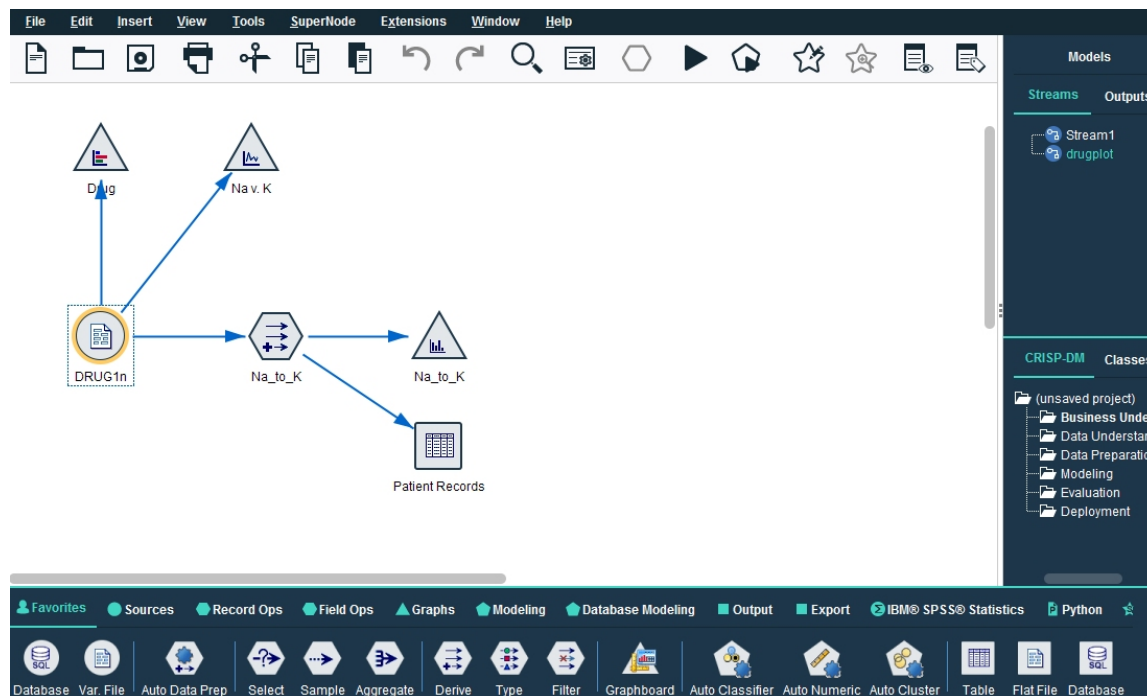 File Edit Insert View Tools SuperNode Extensions Window Help
Models
Streams Outputs
Stream1
drugplot
Drug
Na v. K
DRUG1n
Na_to_K
Na_to_K
Patient Records
CRISP-DM Classes
(unsaved project)
Business Unde
Data Understan
Data Preparatio
Modeling
Evaluation
Deployment
Favorites Sources Record Ops Field Ops Graphs Modeling Database Modeling Output Export IBM® SPSS® Statistics Python
SQL SQL
Database Var. File Auto Data Prep Select Sample Aggregate Derive Type Filter Graphboard Auto Classifier Auto Numeric Auto Cluster Table Flat File Database